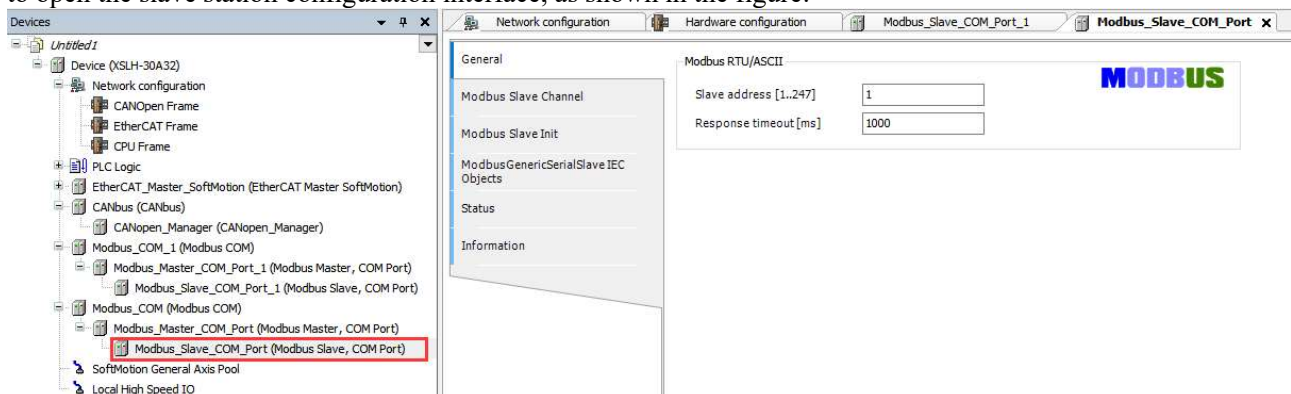 to open the slave station configuration interface, as shown in the figure.
Devices
Network configuration
Hardware configuration
Modbus_Slave_COM_Port_1
Modbus_Slave_COM_Port
Untitled1
Device (XSLH-30A32)
Network configuration
CANOpen Frame
EtherCAT Frame
CPU Frame
PLC Logic
EtherCAT_Master_SoftMotion (EtherCAT Master SoftMotion)
CANbus (CANbus)
CANopen_Manager (CANopen_Manager)
Modbus_COM_1 (Modbus COM)
Modbus_Master_COM_Port_1 (Modbus Master, COM Port)
Modbus_Slave_COM_Port_1 (Modbus Slave, COM Port)
Modbus_COM (Modbus COM)
Modbus_Master_COM_Port (Modbus Master, COM Port)
Modbus_Slave_COM_Port (Modbus Slave, COM Port)
SoftMotion General Axis Pool
Local High Speed IO
General
Modbus Slave Channel
Modbus Slave Init
ModbusGenericSerialSlave IEC
Objects
Status
Information
Modbus RTU/ASCII
MODBUS
Slave address [1..247]
1
Response timeout [ms]
1000